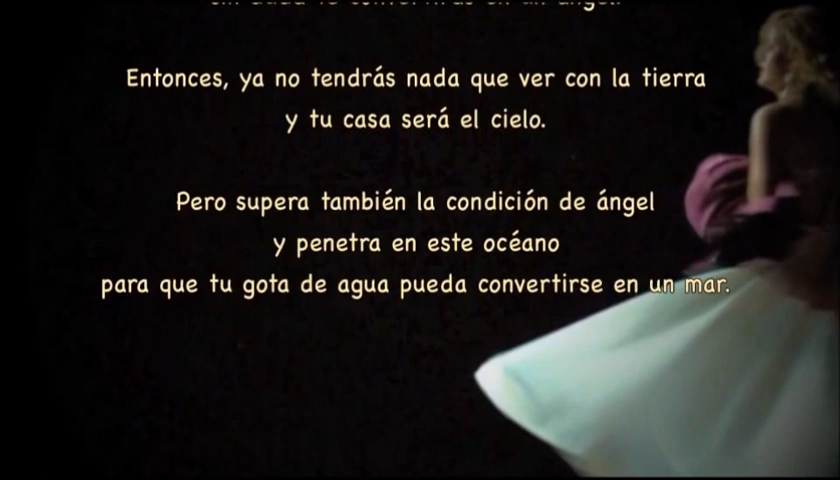 Entonces, ya no tendrás nada que ver con la tierra
y tu casa será el cielo.
Pero supera también la condición de ángel
y penetra en este océano
para que tu gota de agua pueda convertirse en un mar.